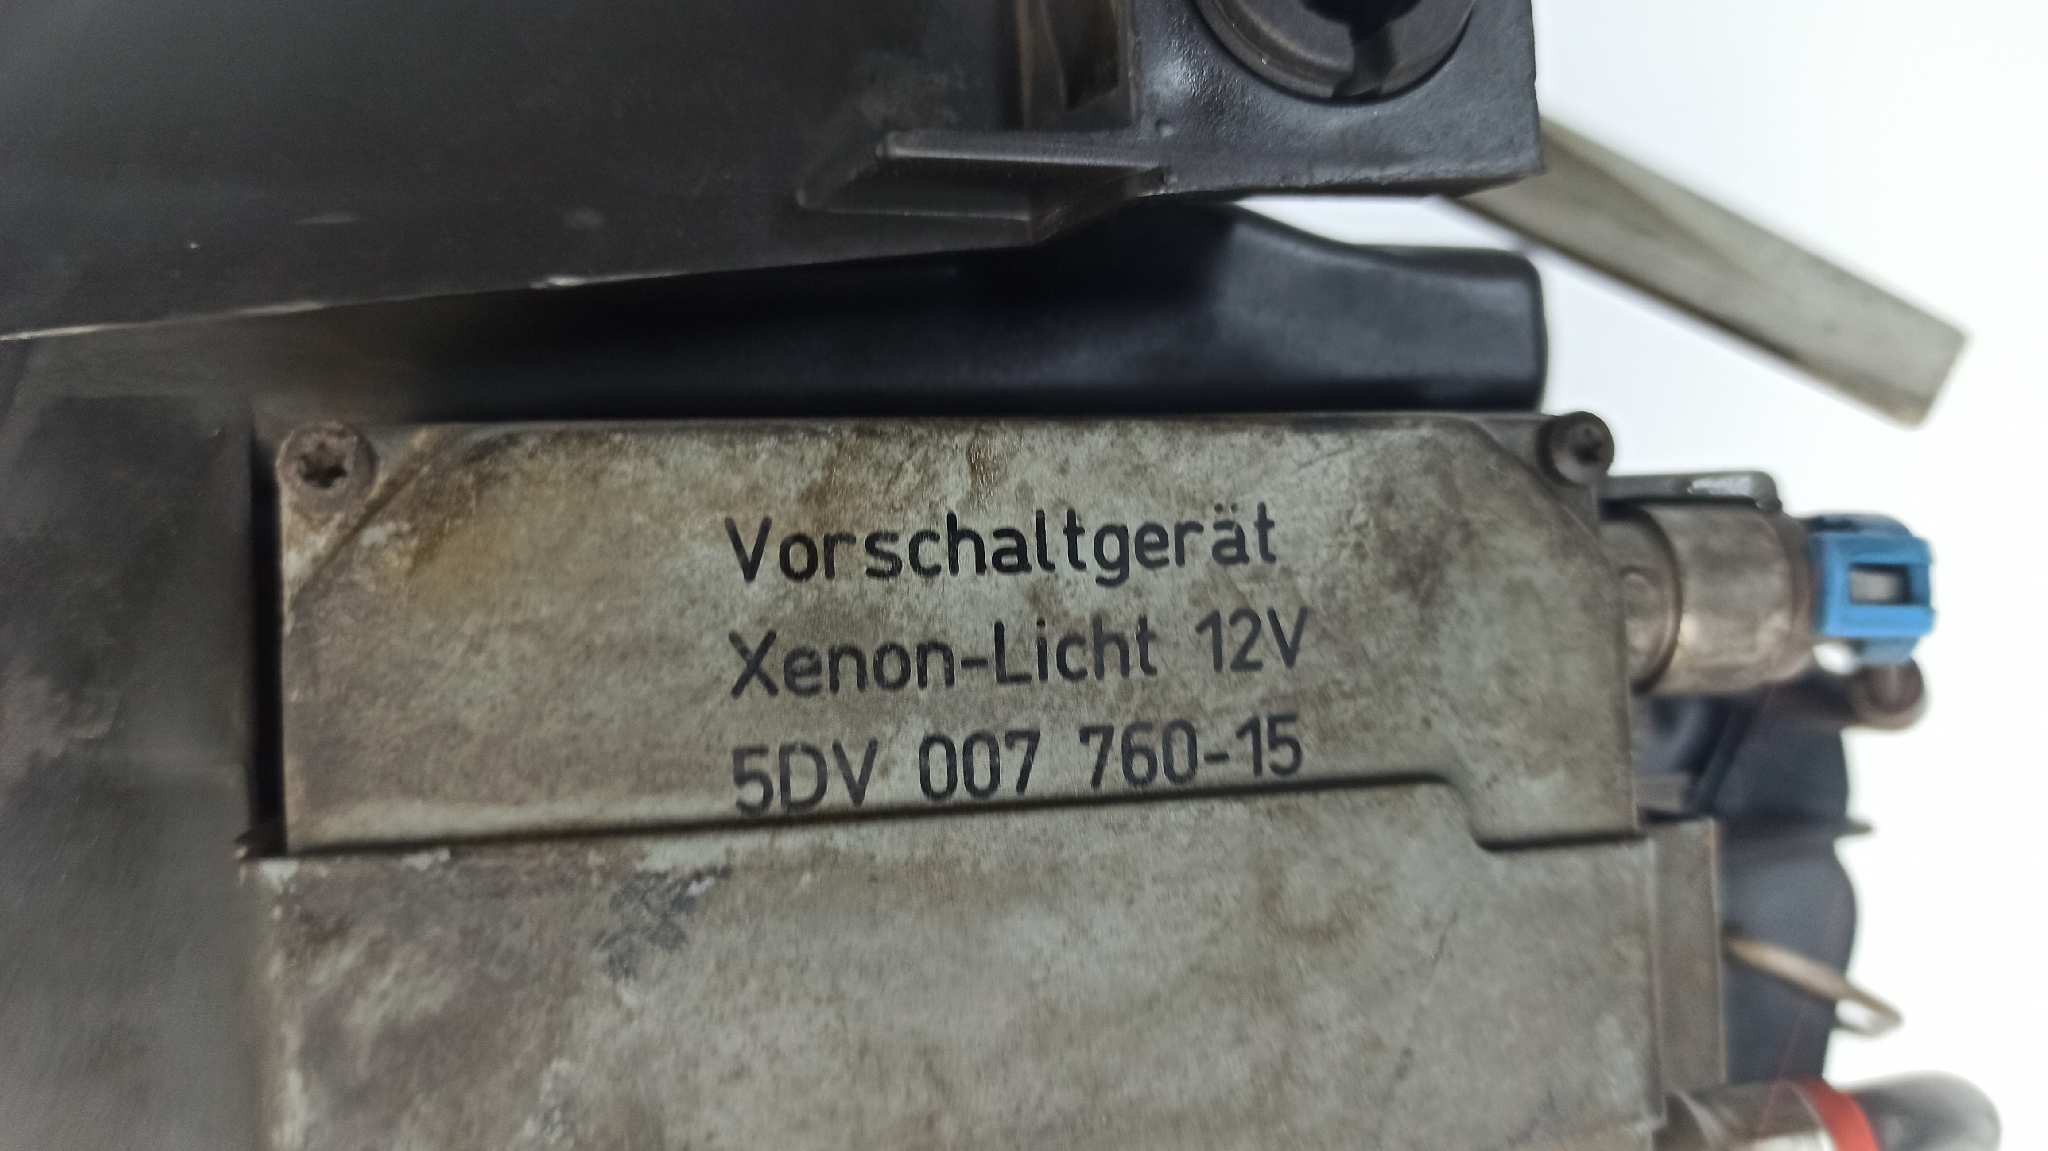 Vorschaltgerät
Xenon-Licht 12V
5DV 007 760-15